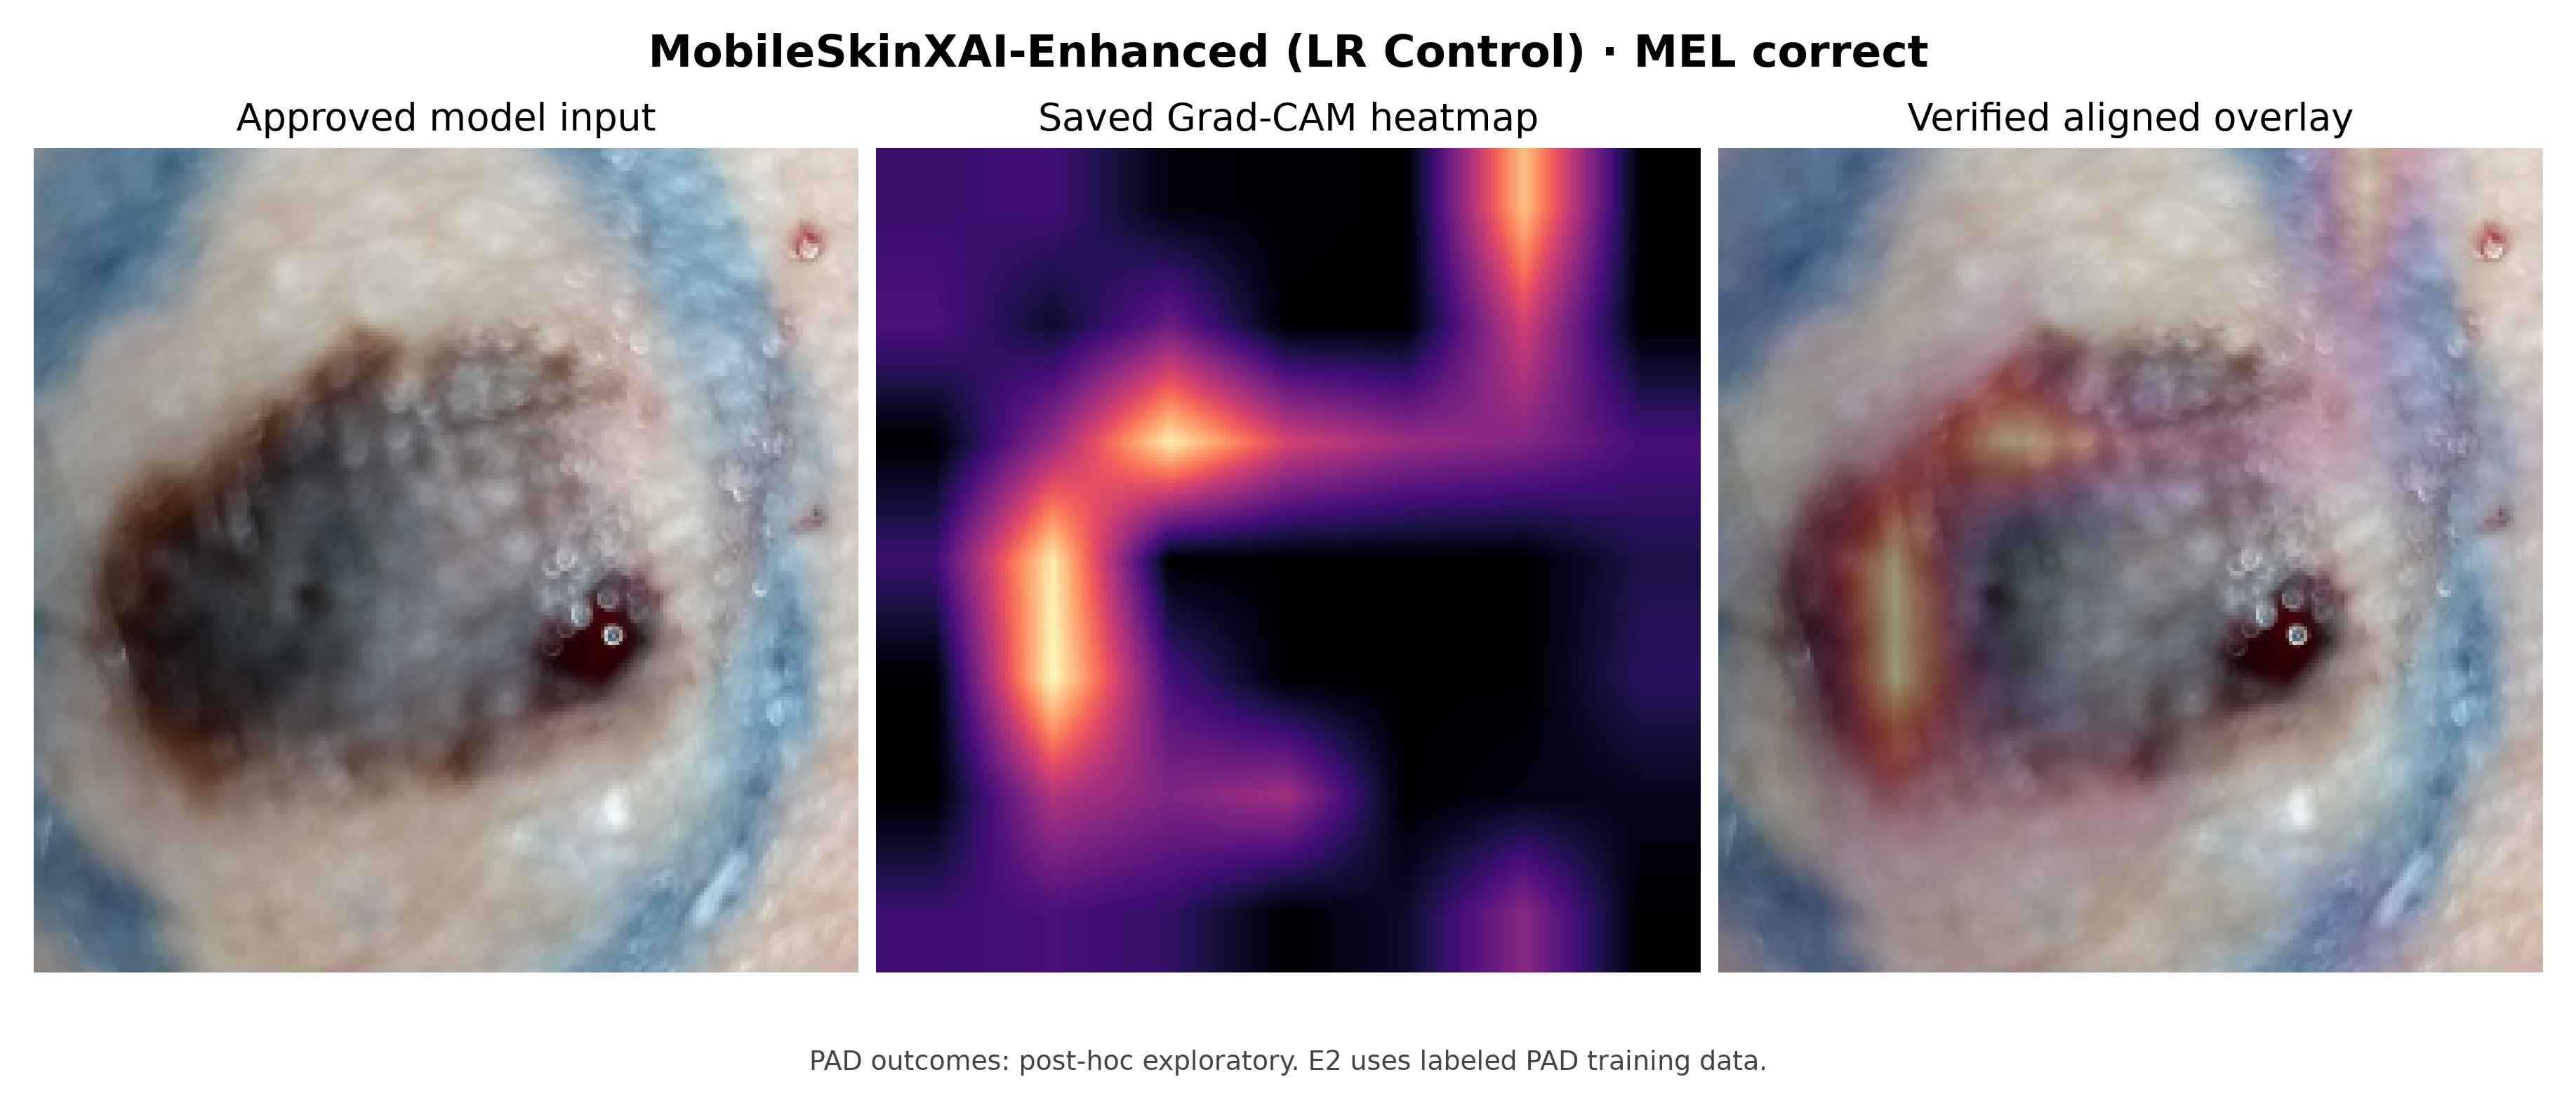 MobileSkinXAI-Enhanced (LR Control) · MEL correct
Approved model input
Saved Grad-CAM heatmap
Verified aligned overlay
PAD outcomes: post-hoc exploratory. E2 uses labeled PAD training data.